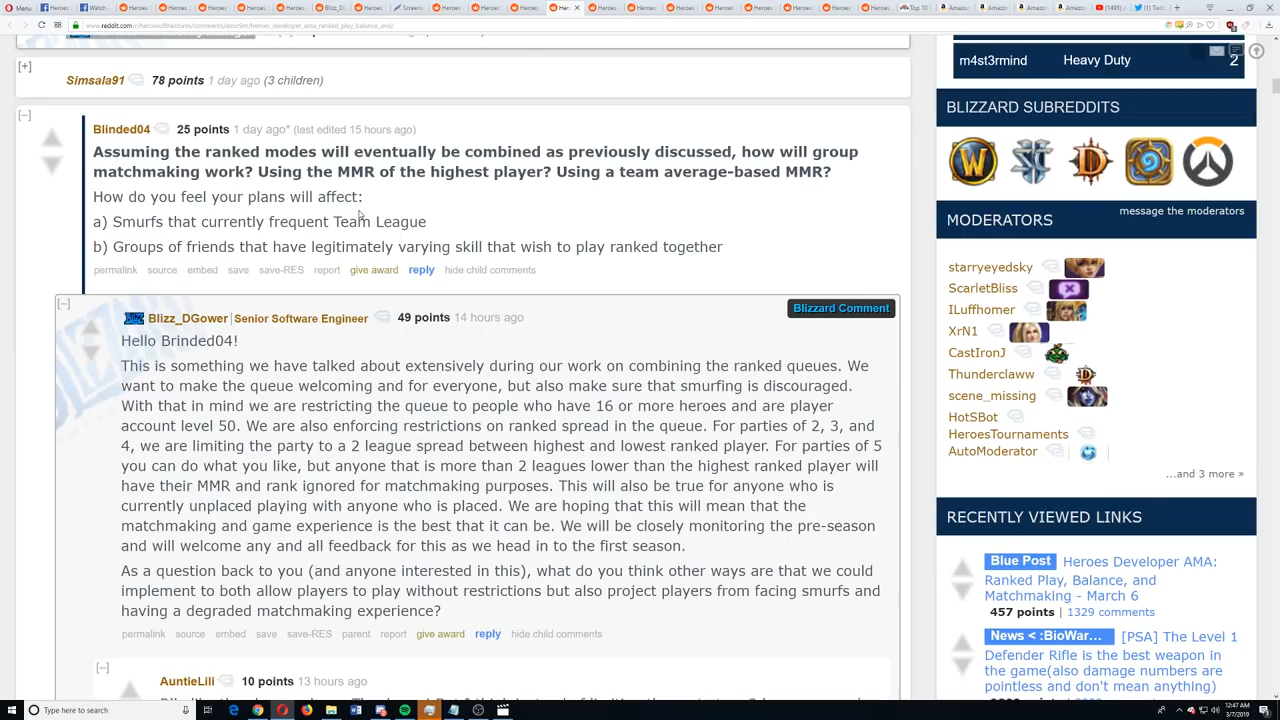 Menu
www.reddit.com/r/heroesofthestorm/comments/avoc9m/heroes_developer_ama_ranked_play_balance_and/
[+]
Simsala91 78 points 1 day ago (3 children)
[–]
Blinded04 25 points 1 day ago* (last edited 15 hours ago)
Assuming the ranked modes will eventually be combined as previously discussed, how will group
matchmaking work? Using the MMR of the highest player? Using a team average-based MMR?
How do you feel your plans will affect:
a) Smurfs that currently frequent Team League
b) Groups of friends that have legitimately varying skill that wish to play ranked together
permalink source embed save save-RES report give award reply hide child comments
[–]
Blizzard Comment
Blizz_DGower Senior Software Engineer 49 points 14 hours ago
Hello Brinded04!
This is something we have talked about extensively during our work on combining the ranked queues. We
want to make the queue welcoming and for everyone, but also make sure that smurfing is discouraged.
With that in mind we are restricting the queue to people who have 16 or more heroes and are player
account level 50. We are also enforcing restrictions on ranked spread in the queue. For parties of 2, 3, and
4, we are limiting the party to a 2 league spread between highest and lowest ranked player. For parties of 5
you can do what you like, but anyone that is more than 2 leagues lower than the highest ranked player will
have their MMR and rank ignored for matchmaking purposes. This will also be true for anyone who is
currently unplaced playing with anyone who is placed. We are hoping that this will mean that the
matchmaking and game experience is the best that it can be. We will be closely monitoring the pre-season
and will welcome any and all feedback for this as we head in to the first season.
As a question back to you (and others interested in this), what do you think other ways are that we could
implement to both allow players to play without restrictions but also project players from facing smurfs and
having a degraded matchmaking experience?
permalink source embed save save-RES parent report give award reply hide child comments
[–]
AuntieLili 10 points 13 hours ago
m4st3rmind Heavy Duty 2
BLIZZARD SUBREDDITS
MODERATORS
message the moderators
starryeyedsky
ScarletBliss
ILuffhomer
XrN1
CastIronJ
Thunderclaww
scene_missing
HotSBot
HeroesTournaments
AutoModerator
...and 3 more »
RECENTLY VIEWED LINKS
Blue Post Heroes Developer AMA:
Ranked Play, Balance, and
Matchmaking - March 6
457 points | 1329 comments
News < :BioWar... [PSA] The Level 1
Defender Rifle is the best weapon in
the game(also damage numbers are
pointless and don't mean anything)
Type here to search
12:47 AM
3/7/2019